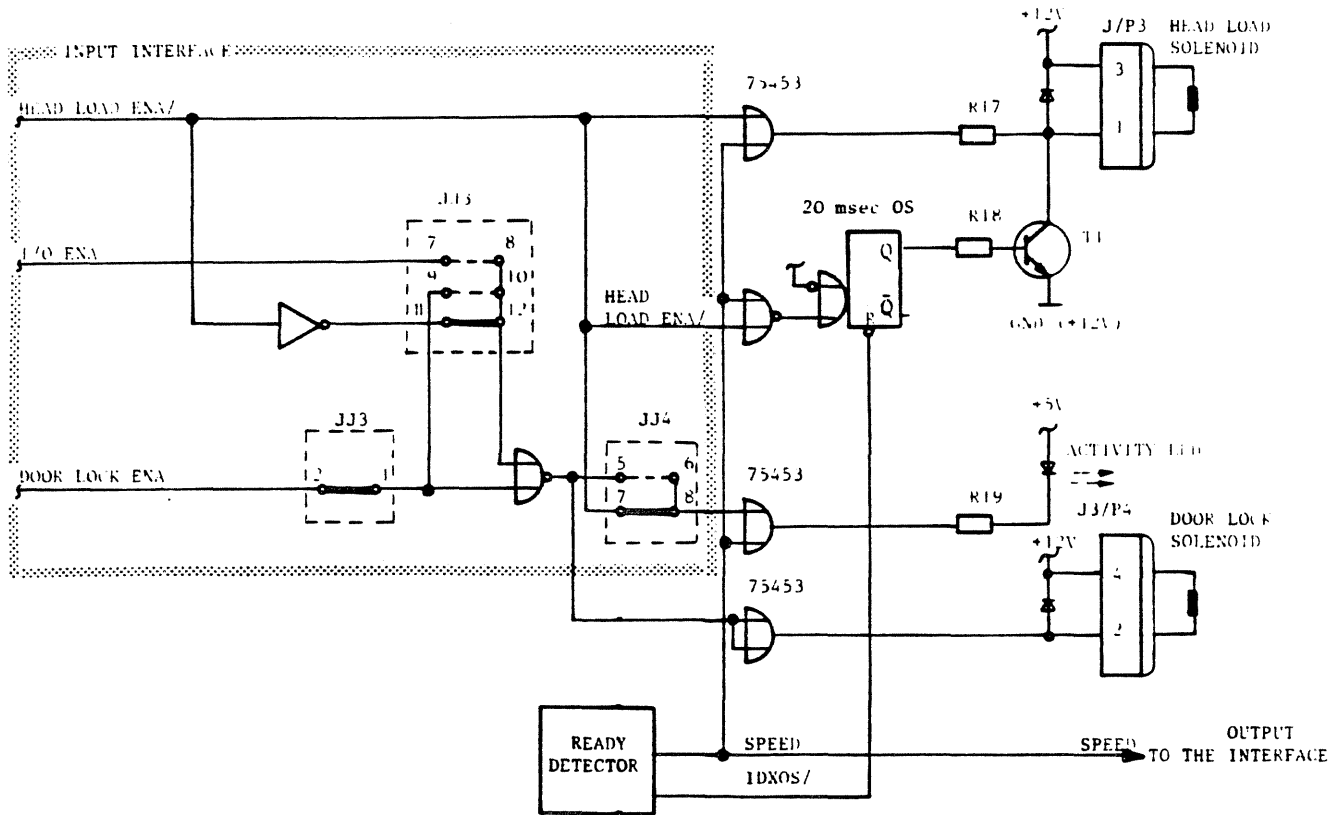 INPUT INTERFACE
HEAD LOAD ENA/
I/O ENA
DOOR LOCK ENA
JJ3
7 8
9 10
11 12
JJ3
2 1
HEAD
LOAD ENA/
JJ4
5 6
7 8
75453
20 msec OS
Q
Q̅
R
R17
R18
T1
+12V
J/P3
HEAD LOAD
SOLENOID
3
1
GND (+12V)
+5V
ACTIVITY LED
75453
R19
J3/P4
DOOR LOCK
SOLENOID
+12V
4
2
75453
READY
DETECTOR
SPEED
IDXOS/
SPEED
OUTPUT
TO THE INTERFACE